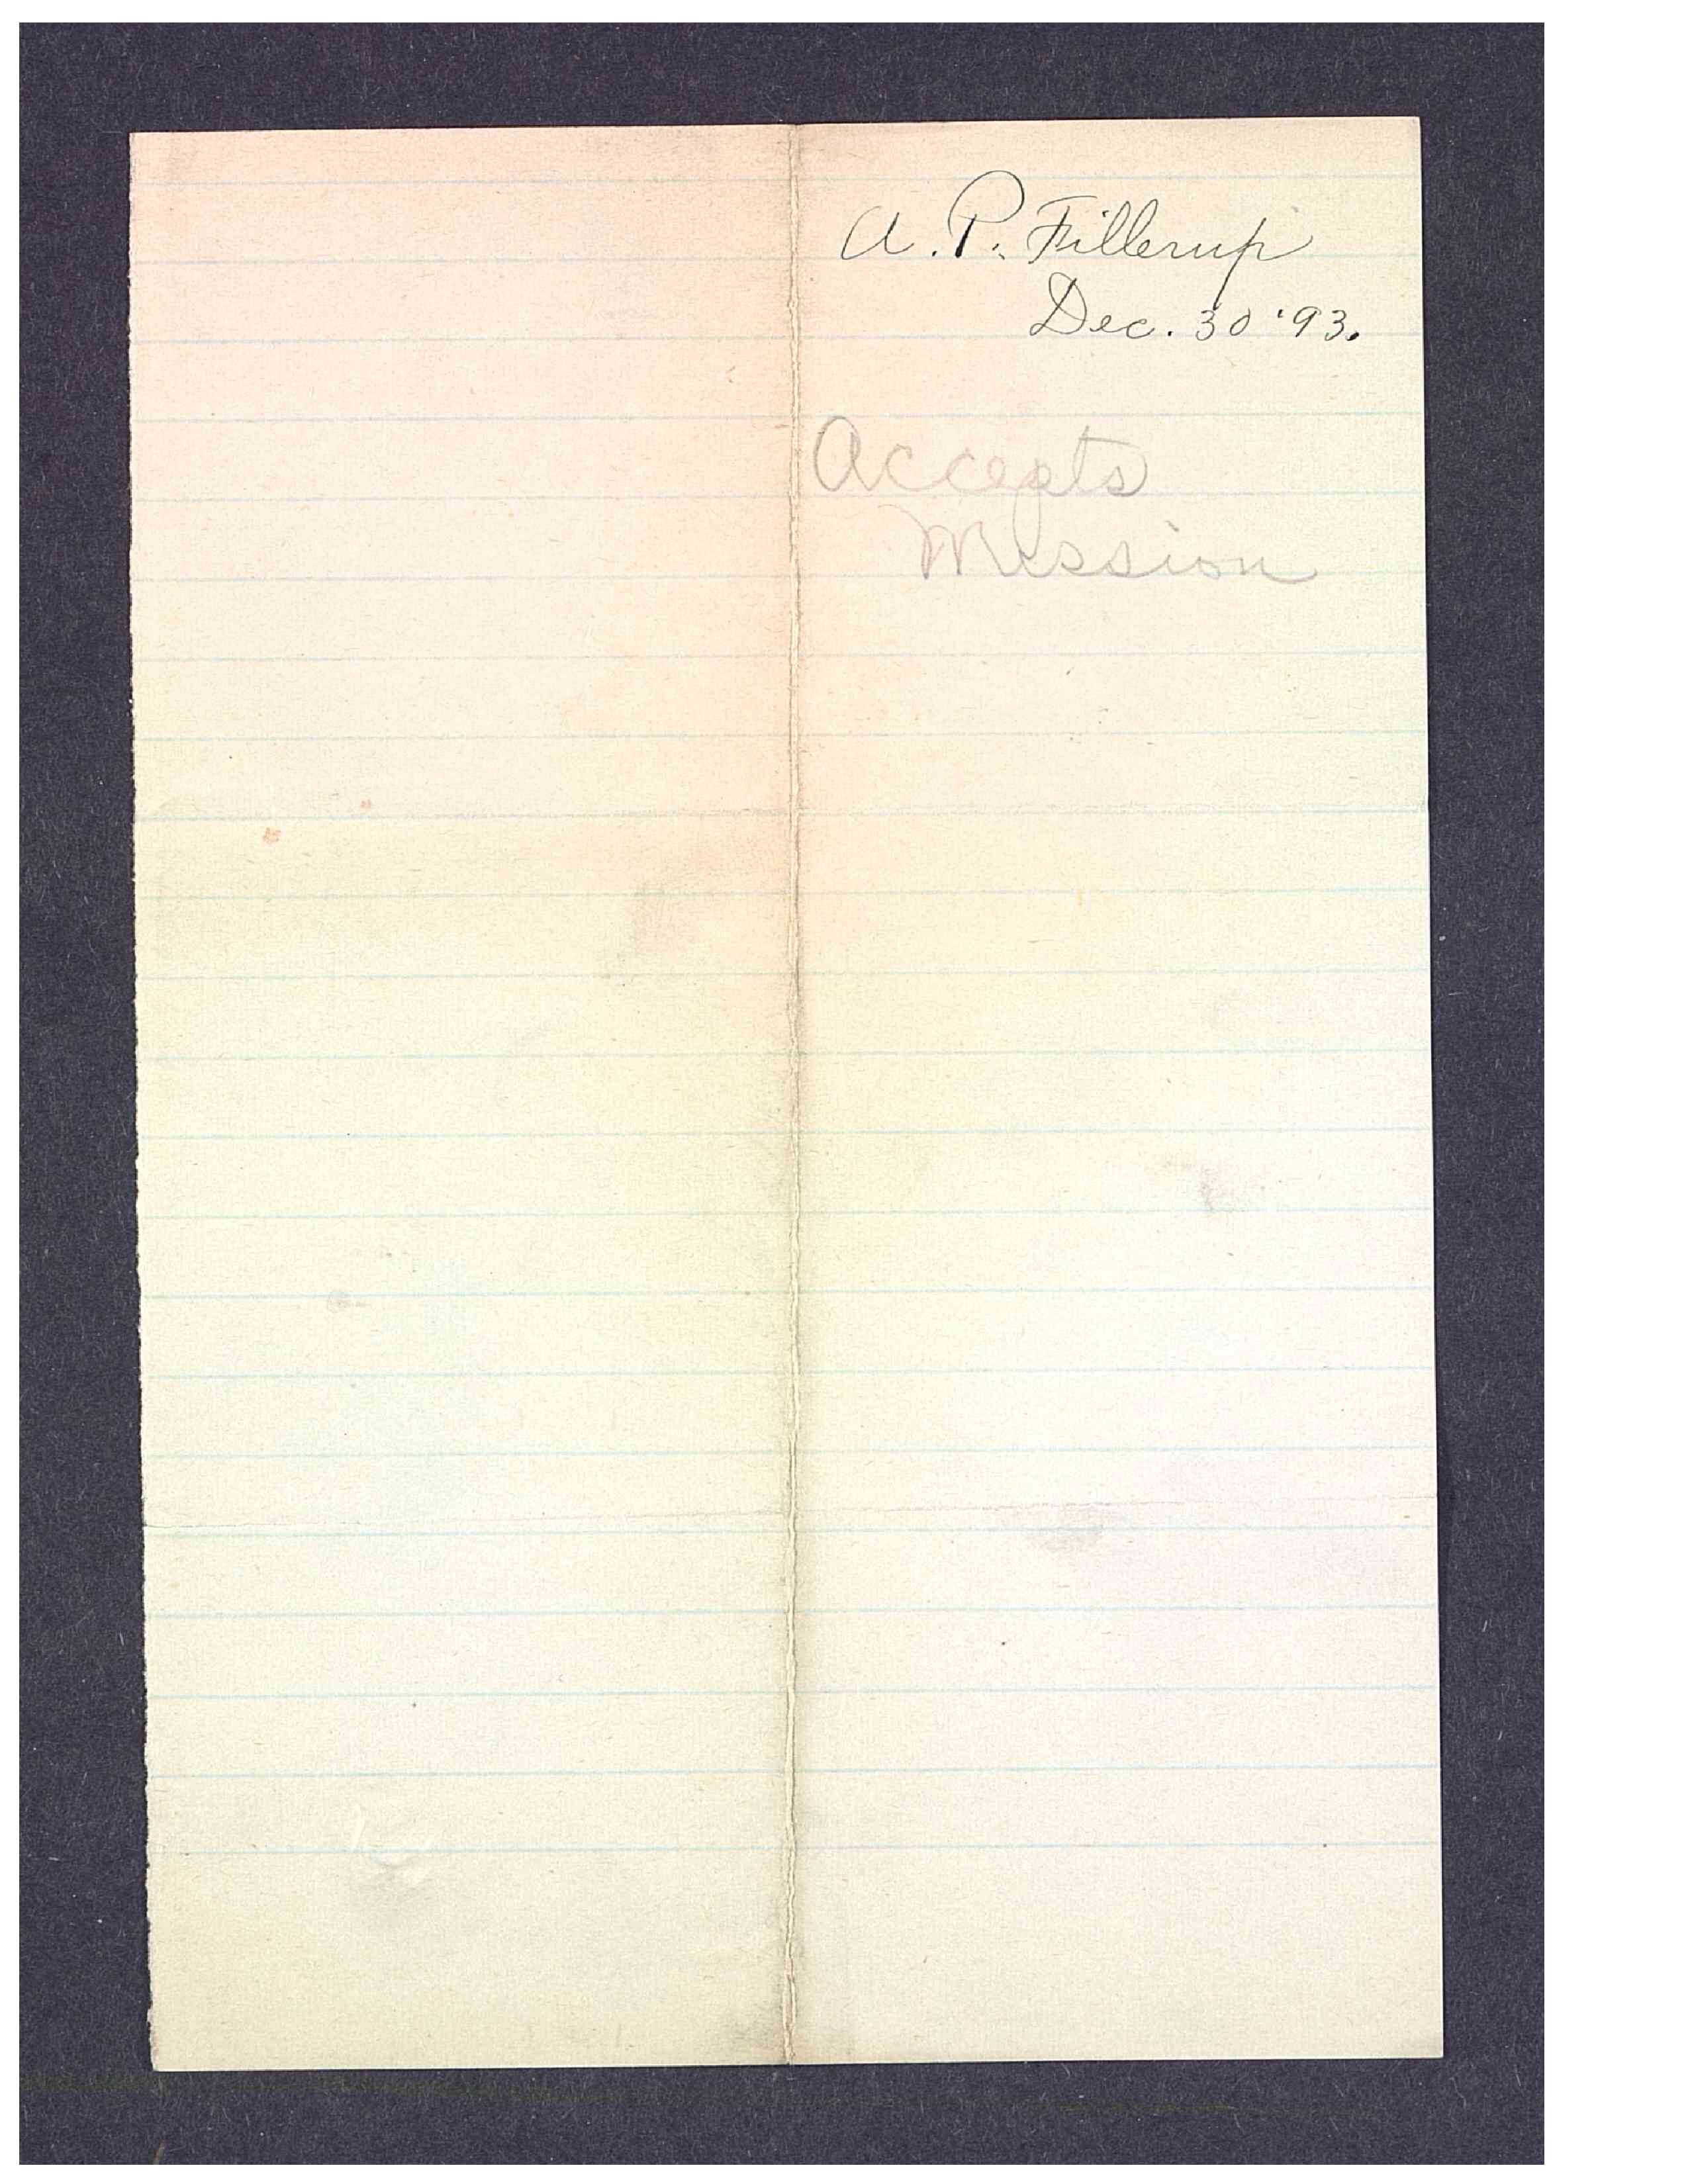 A. P. Fillerup
Dec. 30 '93.
Accepts
Mission